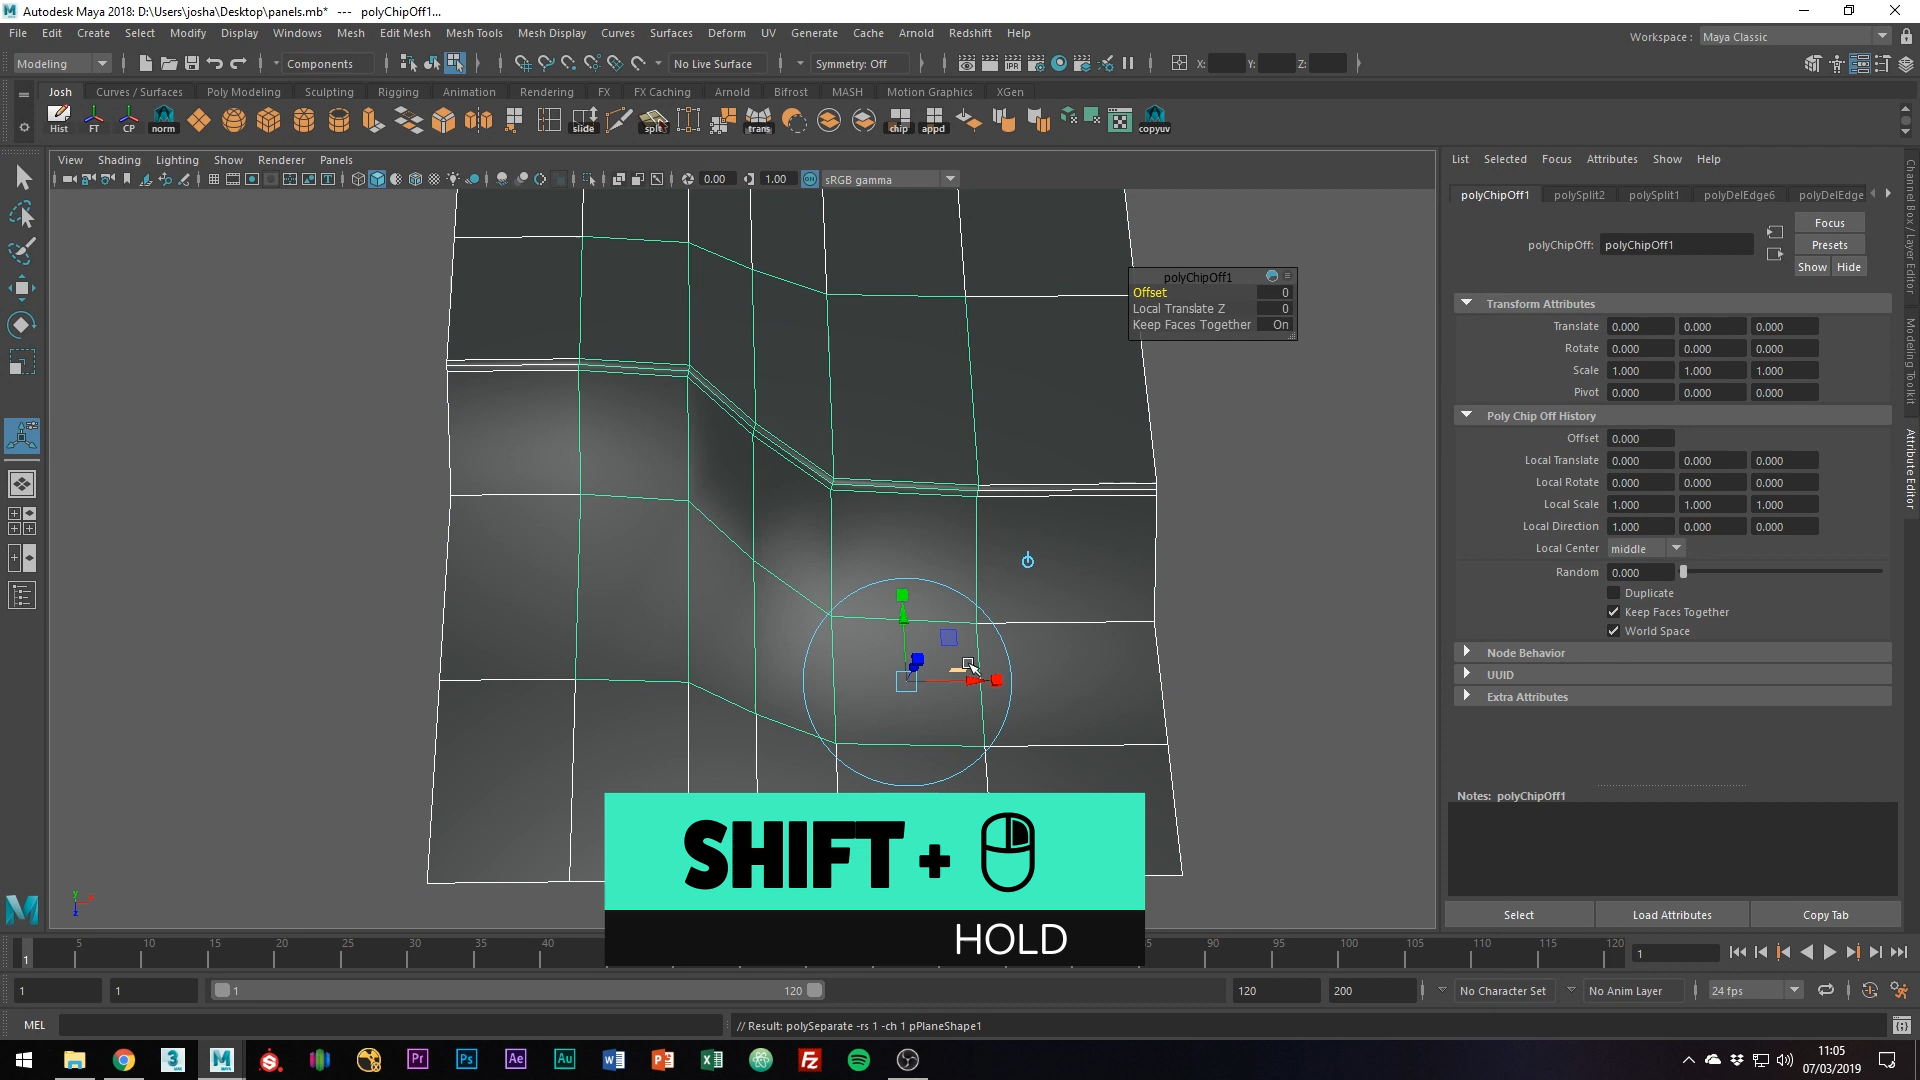 Autodesk Maya 2018: D:\Users\josha\Desktop\panels.mb* --- polyChipOff1...
File Edit Create Select Modify Display Windows Mesh Edit Mesh Mesh Tools Mesh Display Curves Surfaces Deform UV Generate Cache Arnold Redshift Help
Workspace : Maya Classic
Modeling Components No Live Surface Symmetry: Off X: Y: Z:
Josh Curves / Surfaces Poly Modeling Sculpting Rigging Animation Rendering FX FX Caching Arnold Bifrost MASH Motion Graphics XGen
Hist FT CP norm slide split trans chip appd copyuv
View Shading Lighting Show Renderer Panels
0.00 1.00 ON sRGB gamma
polyChipOff1
Offset 0
Local Translate Z 0
Keep Faces Together On
List Selected Focus Attributes Show Help
polyChipOff1 polySplit2 polySplit1 polyDelEdge6 polyDelEdge
Focus
polyChipOff: polyChipOff1 Presets
Show Hide
Transform Attributes
Translate 0.000 0.000 0.000
Rotate 0.000 0.000 0.000
Scale 1.000 1.000 1.000
Pivot 0.000 0.000 0.000
Poly Chip Off History
Offset 0.000
Local Translate 0.000 0.000 0.000
Local Rotate 0.000 0.000 0.000
Local Scale 1.000 1.000 1.000
Local Direction 1.000 0.000 0.000
Local Center middle
Random 0.000
Duplicate
Keep Faces Together
World Space
Node Behavior
UUID
Extra Attributes
Notes: polyChipOff1
Select Load Attributes Copy Tab
Channel Box / Layer Editor
Modeling Toolkit
Attribute Editor
SHIFT +
HOLD
5 10 15 20 25 30 35 40 85 90 95 100 105 110 115 120
1 1
1 1 1 120 120 200 No Character Set No Anim Layer 24 fps
MEL // Result: polySeparate -rs 1 -ch 1 pPlaneShape1
11:05
07/03/2019